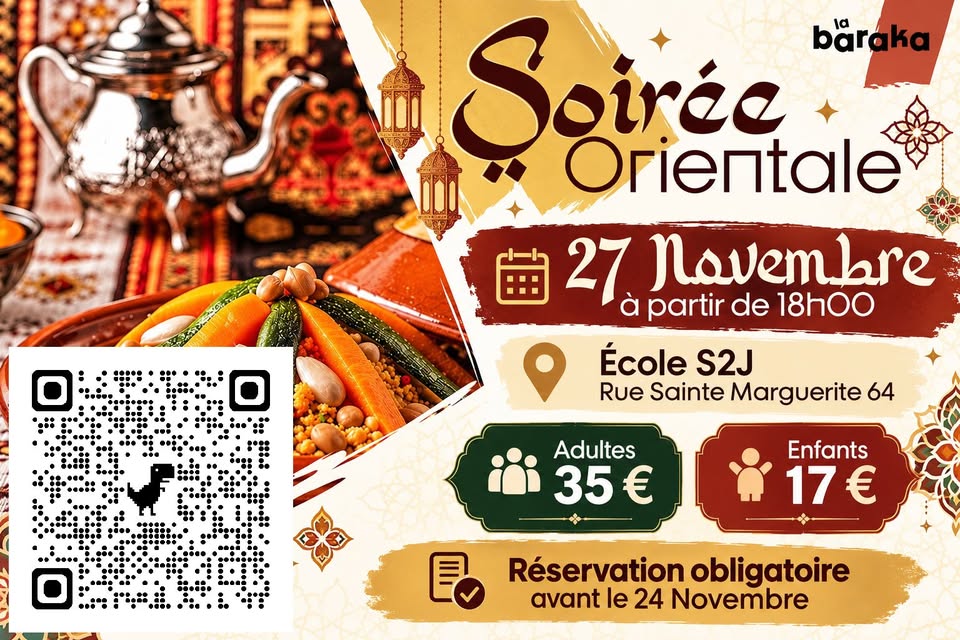 la
baraka
Soirée
Orientale
27 Novembre
à partir de 18h00
École S2J
Rue Sainte Marguerite 64
Adultes
35 €
Enfants
17 €
Réservation obligatoire
avant le 24 Novembre